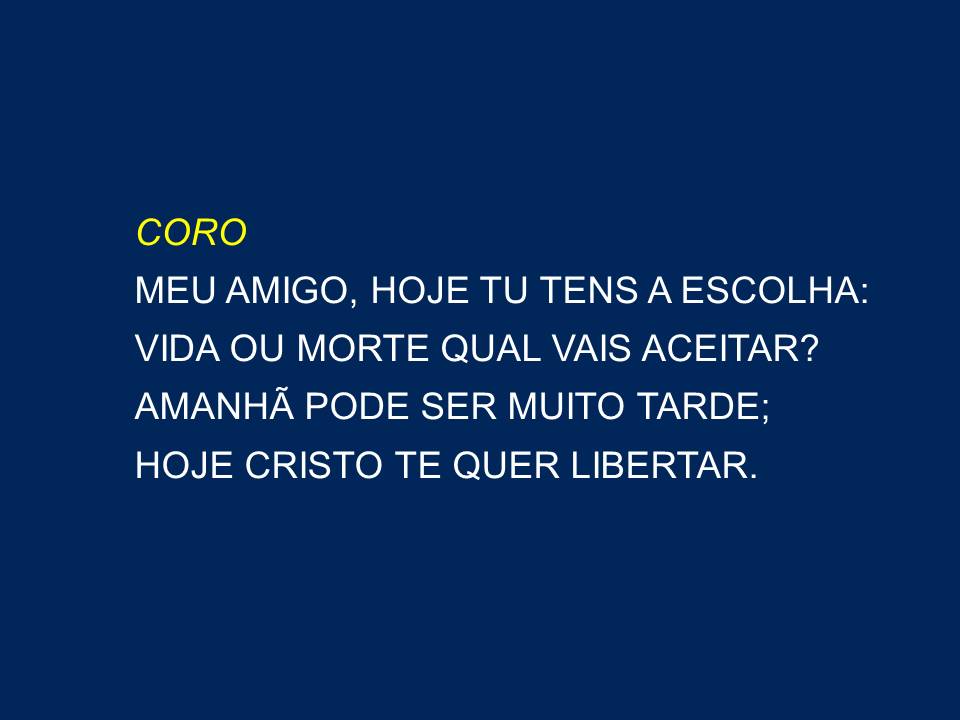 CORO
MEU AMIGO, HOJE TU TENS A ESCOLHA:
VIDA OU MORTE QUAL VAIS ACEITAR?
AMANHÃ PODE SER MUITO TARDE;
HOJE CRISTO TE QUER LIBERTAR.